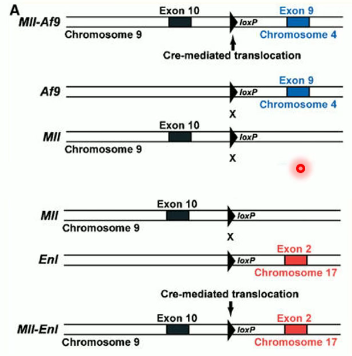 A
Exon 10 Exon 9
Mll-Af9 loxP
Chromosome 9 Chromosome 4
Cre-mediated translocation
Exon 9
Af9 loxP
Chromosome 4
X
Exon 10
Mll loxP
Chromosome 9
X
Exon 10
Mll loxP
Chromosome 9
X
Exon 2
Enl loxP
Chromosome 17
Cre-mediated translocation
Exon 10 Exon 2
Mll-Enl loxP
Chromosome 9 Chromosome 17